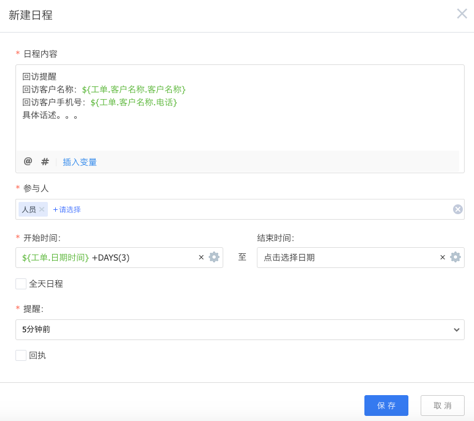 新建日程
* 日程内容
回访提醒
回访客户名称：${工单.客户名称.客户名称}
回访客户手机号：${工单.客户名称.电话}
具体话述。。。
@ # 插入变量
* 参与人
人员 × +请选择
* 开始时间： 结束时间：
${工单.日期时间} +DAYS(3) × 至 点击选择日期 ×
全天日程
* 提醒：
5分钟前
回执
保存 取消